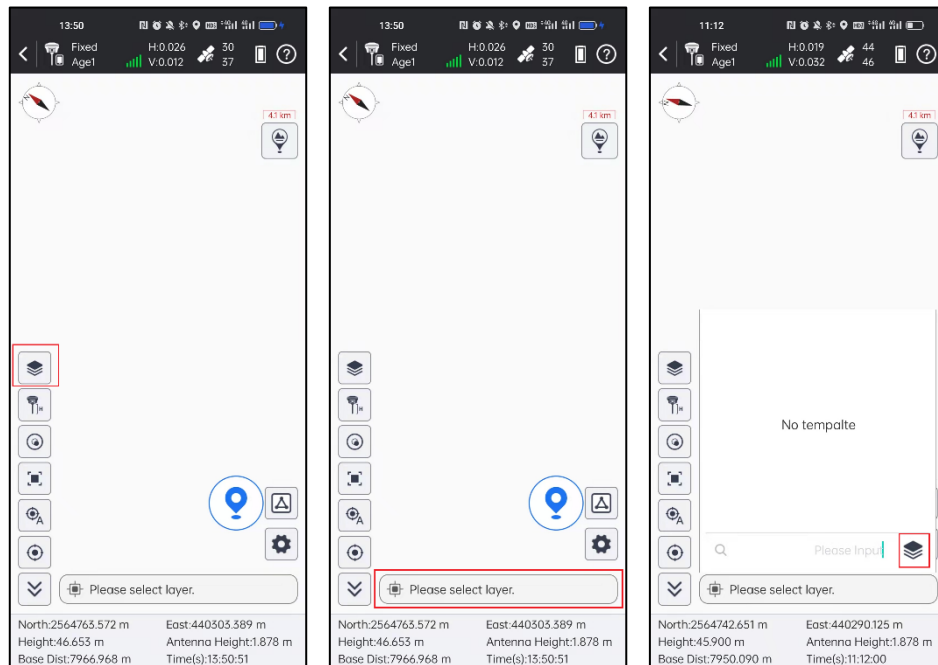 13:50
Fixed
Age1
H:0.026
V:0.012
30
37
N
4.1 km
H
A
Please select layer.
North:2564763.572 m East:440303.389 m
Height:46.653 m Antenna Height:1.878 m
Base Dist:7966.968 m Time(s):13:50:51
13:50
Fixed
Age1
H:0.026
V:0.012
30
37
N
4.1 km
H
A
Please select layer.
North:2564763.572 m East:440303.389 m
Height:46.653 m Antenna Height:1.878 m
Base Dist:7966.968 m Time(s):13:50:51
11:12
Fixed
Age1
H:0.019
V:0.032
44
46
4.1 km
H
No tempalte
A
Please Input
Please select layer.
North:2564742.651 m East:440290.125 m
Height:45.900 m Antenna Height:1.878 m
Base Dist:7950.090 m Time(s):11:12:00